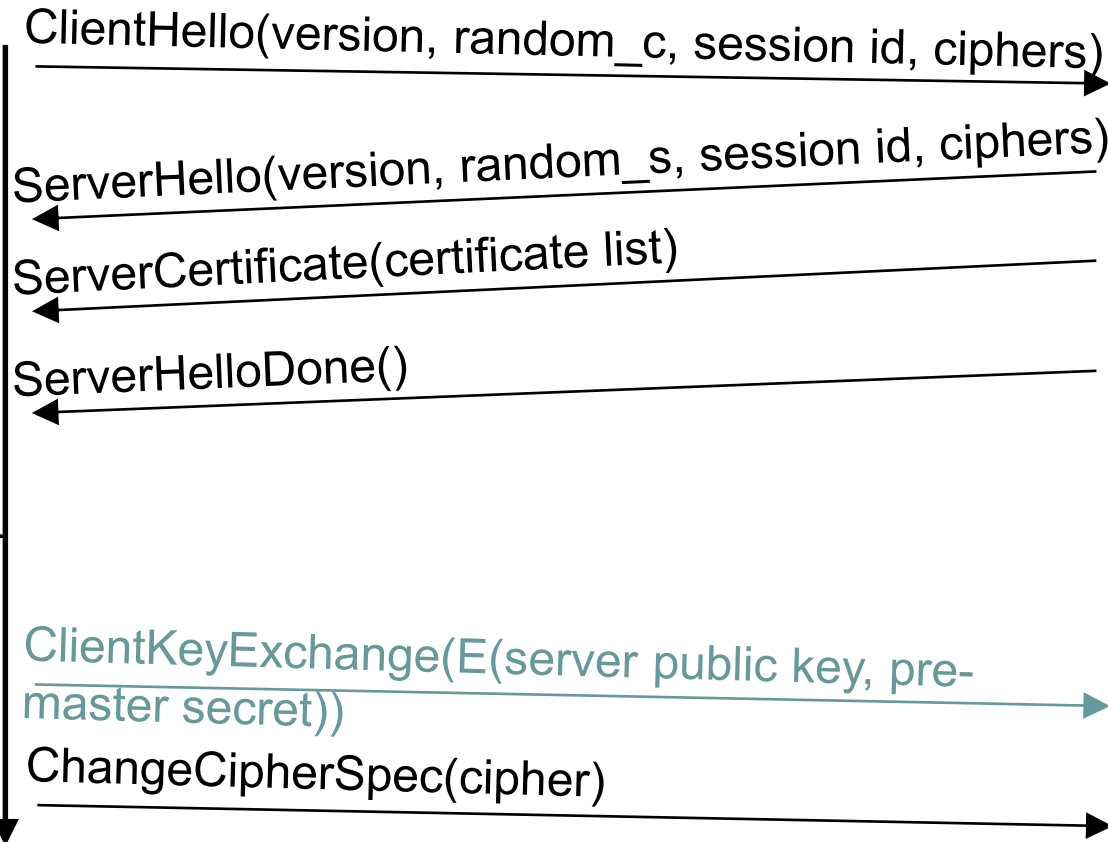 ClientHello(version, random_c, session id, ciphers)
ServerHello(version, random_s, session id, ciphers)
ServerCertificate(certificate list)
ServerHelloDone()
ClientKeyExchange(E(server public key, pre-
master secret))
ChangeCipherSpec(cipher)